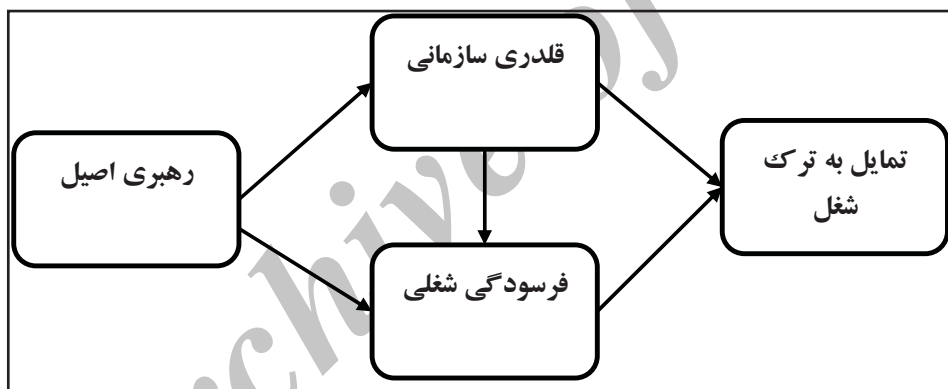 قلدری سازمانی
رهبری اصیل
تمایل به ترک
شغل
فرسودگی شغلی